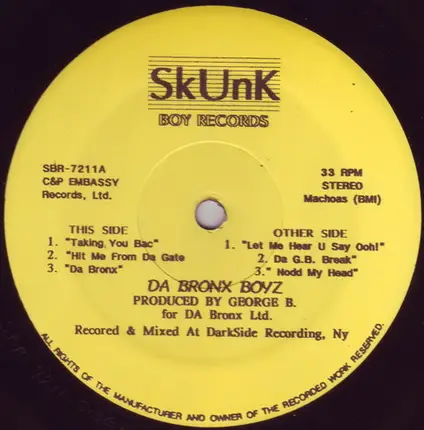 SkUnK
BOY RECORDS
SBR-7211A
C&P EMBASSY
Records, Ltd.
33 RPM
STEREO
Machoas (BMI)
THIS SIDE
1. "Taking You Bac"
2. "Hit Me From Da Gate
3. "Da Bronx"
OTHER SIDE
1. "Let Me Hear U Say Ooh!"
2. Da G.B. Break"
3." Nodd My Head"
DA BRONX BOYZ
PRODUCED BY GEORGE B.
for DA Bronx Ltd.
Recored & Mixed At DarkSide Recording, Ny
ALL RIGHTS OF THE MANUFACTURER AND OWNER OF THE RECORDED WORK RESERVED.